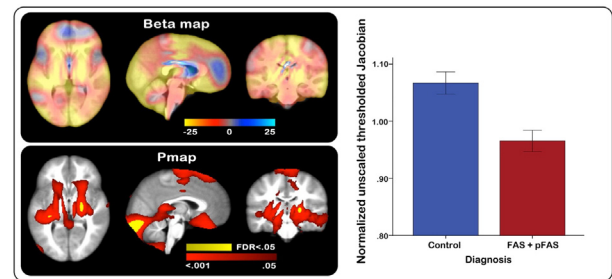 Beta map
-25 0 25
Pmap
FDR<.05
<.001 .05
Normalized unscaled thresholded Jacobian
1.10
1.00
.90
.80
Control FAS + pFAS
Diagnosis